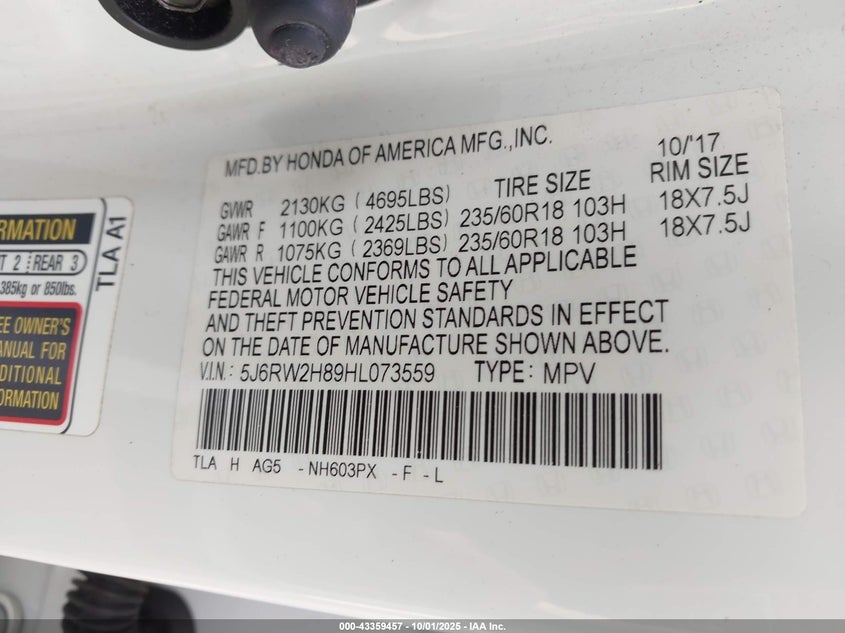 MFD.BY HONDA OF AMERICA MFG.,INC. 10/'17
GVWR 2130KG ( 4695LBS) TIRE SIZE RIM SIZE
GAWR F 1100KG ( 2425LBS) 235/60R18 103H 18X7.5J
GAWR R 1075KG ( 2369LBS) 235/60R18 103H 18X7.5J
THIS VEHICLE CONFORMS TO ALL APPLICABLE
FEDERAL MOTOR VEHICLE SAFETY
AND THEFT PREVENTION STANDARDS IN EFFECT
ON THE DATE OF MANUFACTURE SHOWN ABOVE.
V.I.N.: 5J6RW2H89HL073559 TYPE: MPV
TLA H AG5 -NH603PX -F -L
RMATION
T 2 REAR 3
385kg or 850lbs.
EE OWNER'S
ANUAL FOR
DDITIONAL
FORMATION
TLA A1
000-43359457 - 10/01/2025 - IAA Inc.